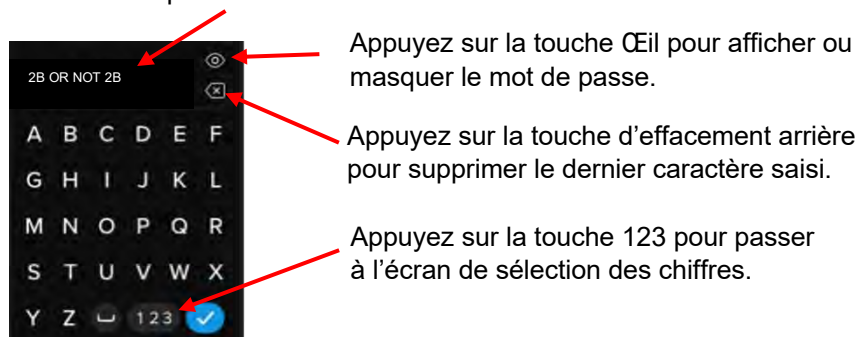 Appuyez sur la touche Œil pour afficher ou
masquer le mot de passe.
2B OR NOT 2B
Appuyez sur la touche d’effacement arrière
pour supprimer le dernier caractère saisi.
A B C D E F
G H I J K L
M N O P Q R
Appuyez sur la touche 123 pour passer
à l’écran de sélection des chiffres.
S T U V W X
Y Z 123